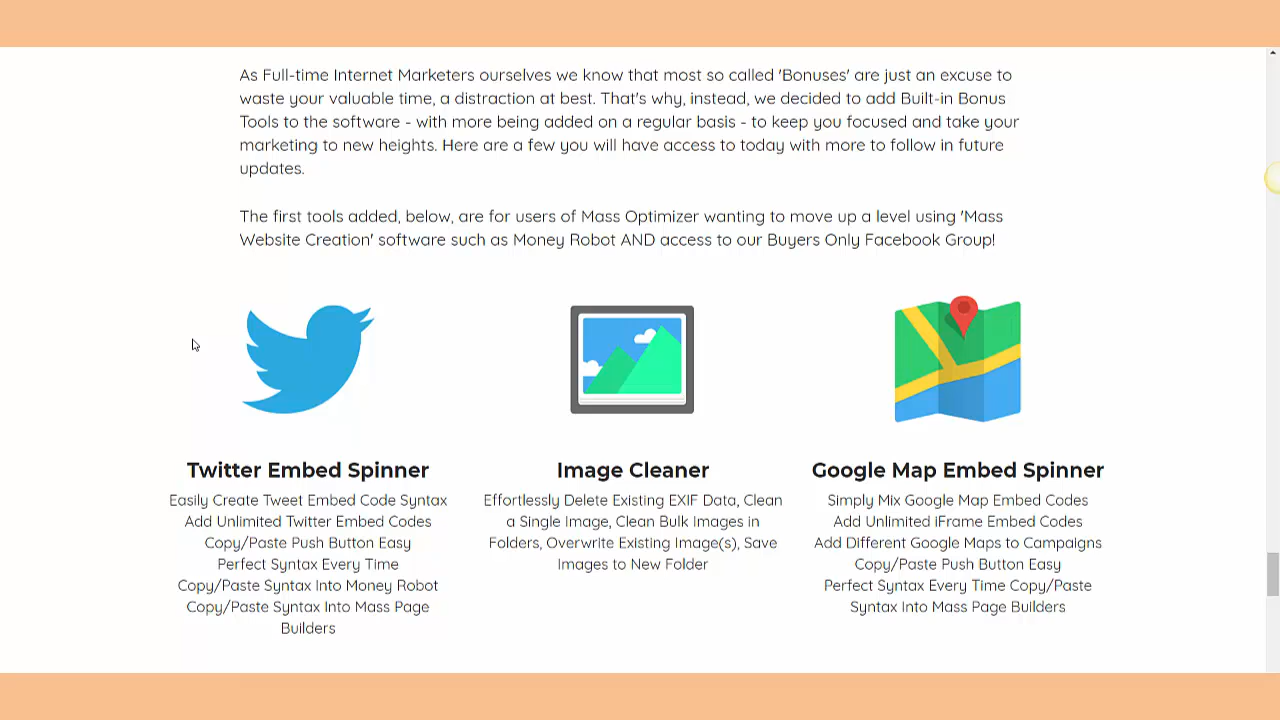 As Full-time Internet Marketers ourselves we know that most so called 'Bonuses' are just an excuse to
waste your valuable time, a distraction at best. That's why, instead, we decided to add Built-in Bonus
Tools to the software - with more being added on a regular basis - to keep you focused and take your
marketing to new heights. Here are a few you will have access to today with more to follow in future
updates.
The first tools added, below, are for users of Mass Optimizer wanting to move up a level using 'Mass
Website Creation' software such as Money Robot AND access to our Buyers Only Facebook Group!
Twitter Embed Spinner
Easily Create Tweet Embed Code Syntax
Add Unlimited Twitter Embed Codes
Copy/Paste Push Button Easy
Perfect Syntax Every Time
Copy/Paste Syntax Into Money Robot
Copy/Paste Syntax Into Mass Page
Builders
Image Cleaner
Effortlessly Delete Existing EXIF Data, Clean
a Single Image, Clean Bulk Images in
Folders, Overwrite Existing Image(s), Save
Images to New Folder
Google Map Embed Spinner
Simply Mix Google Map Embed Codes
Add Unlimited iFrame Embed Codes
Add Different Google Maps to Campaigns
Copy/Paste Push Button Easy
Perfect Syntax Every Time Copy/Paste
Syntax Into Mass Page Builders